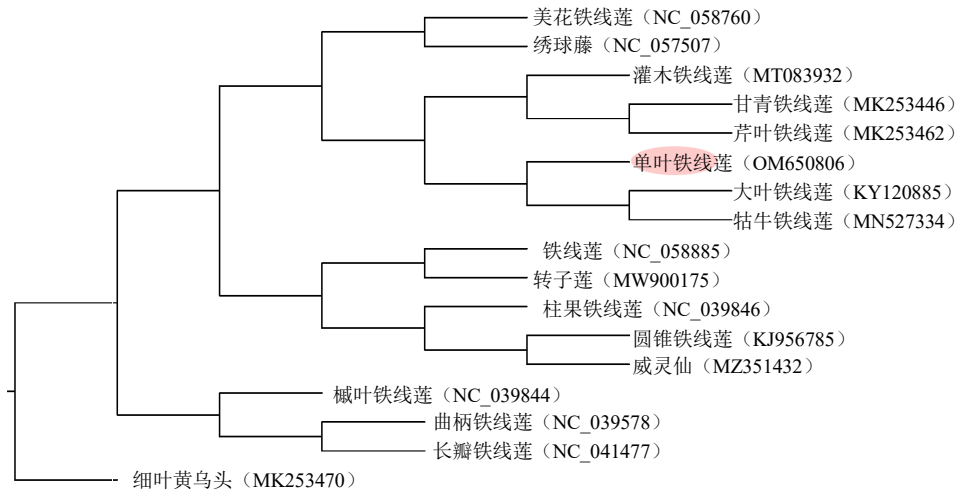 美花铁线莲（NC_058760）
绣球藤（NC_057507）
灌木铁线莲（MT083932）
甘青铁线莲（MK253446）
芹叶铁线莲（MK253462）
单叶铁线莲（OM650806）
大叶铁线莲（KY120885）
牯牛铁线莲（MN527334）
铁线莲（NC_058885）
转子莲（MW900175）
柱果铁线莲（NC_039846）
圆锥铁线莲（KJ956785）
威灵仙（MZ351432）
槭叶铁线莲（NC_039844）
曲柄铁线莲（NC_039578）
长瓣铁线莲（NC_041477）
细叶黄乌头（MK253470）